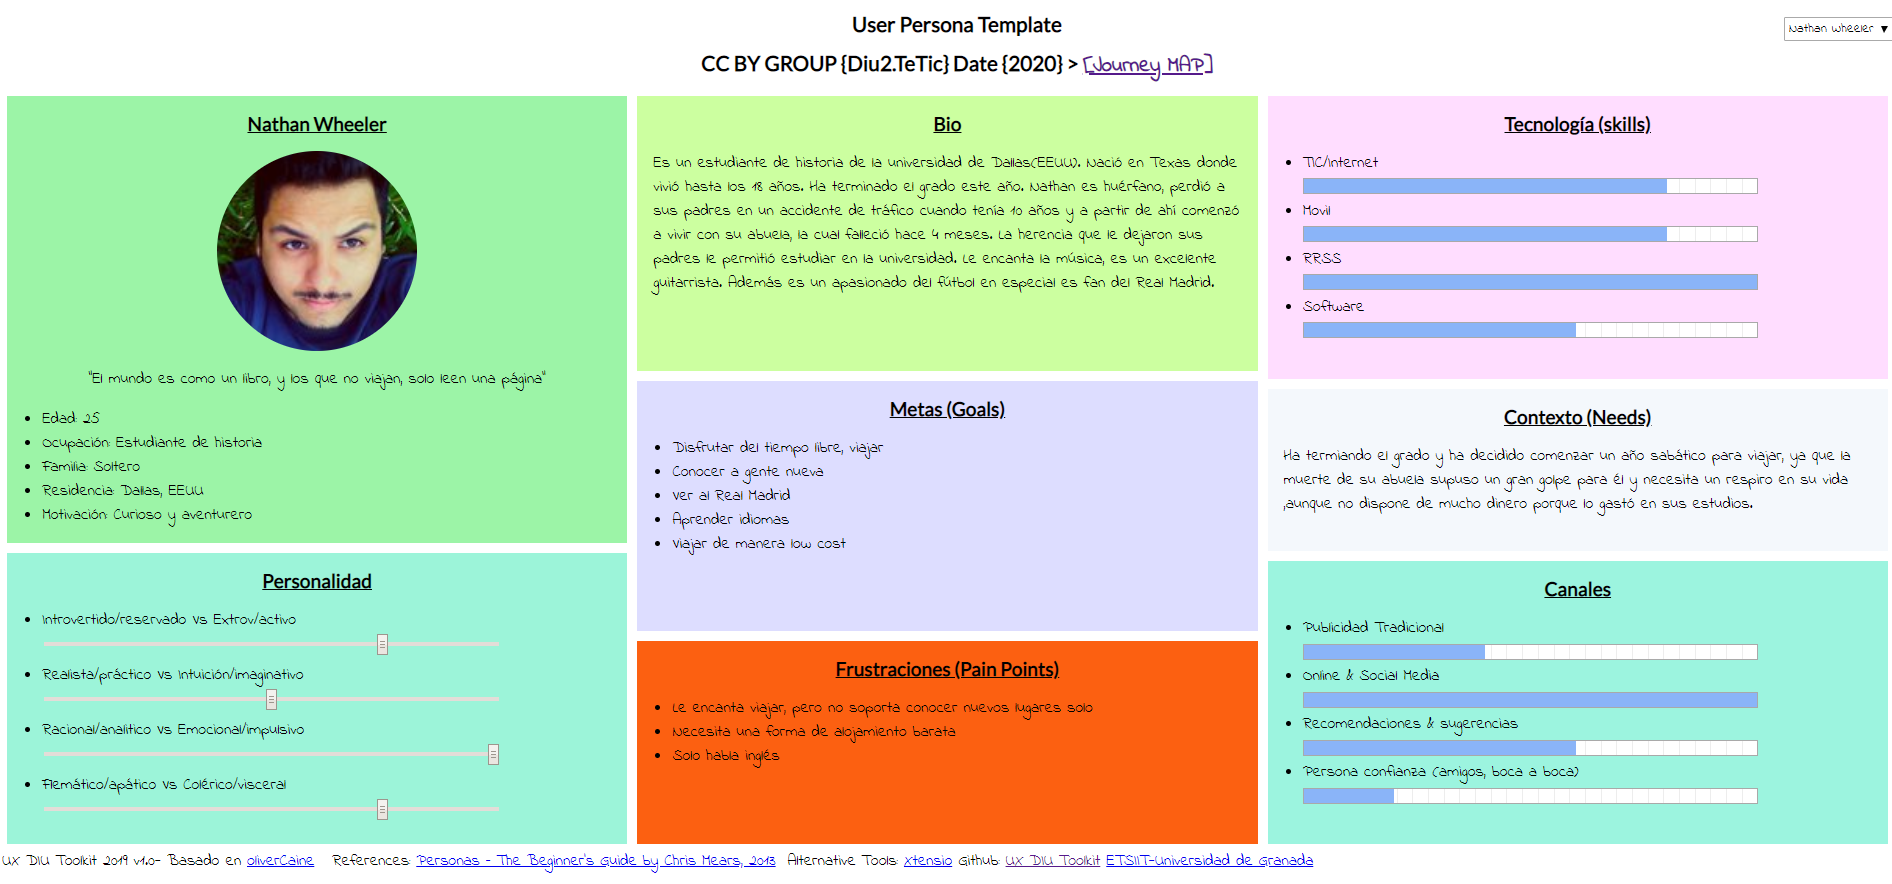 User Persona Template
Nathan Wheeler ▼
CC BY GROUP {Diu2.TeTic} Date {2020} > [Journey MAP]
Nathan Wheeler
"El mundo es como un libro, y los que no viajan, solo leen una página"
Edad: 25
Ocupación: Estudiante de historia
Familia: Soltero
Residencia: Dallas, EEUU
Motivación: Curioso y aventurero
Personalidad
Introvertido/reservado Vs Extrov/activo
Realista/práctico Vs Intuición/imaginativo
Racional/analítico Vs Emocional/impulsivo
Flemático/apático Vs Colérico/visceral
Bio
Es un estudiante de historia de la universidad de Dallas(EEUU). Nació en Texas donde
vivió hasta los 18 años. Ha terminado el grado este año. Nathan es huérfano, perdió a
sus padres en un accidente de tráfico cuando tenía 10 años y a partir de ahí comenzó
a vivir con su abuela, la cual falleció hace 4 meses. La herencia que le dejaron sus
padres le permitió estudiar en la universidad. Le encanta la música, es un excelente
guitarrista. Además es un apasionado del fútbol en especial es fan del Real Madrid.
Metas (Goals)
Disfrutar del tiempo libre, viajar
Conocer a gente nueva
Ver al Real Madrid
Aprender idiomas
Viajar de manera low cost
Frustraciones (Pain Points)
Le encanta viajar, pero no soporta conocer nuevos lugares solo
Necesita una forma de alojamiento barata
Solo habla inglés
Tecnología (skills)
TIC/Internet
Movil
RRSS
Software
Contexto (Needs)
Ha termiando el grado y ha decidido comenzar un año sabático para viajar, ya que la
muerte de su abuela supuso un gran golpe para él y necesita un respiro en su vida
,aunque no dispone de mucho dinero porque lo gastó en sus estudios.
Canales
Publicidad Tradicional
Online & Social Media
Recomendaciones & sugerencias
Persona confianza (amigos, boca a boca)
UX DIU Toolkit 2019 v1.0- Basado en oliverCaine References: Personas - The Beginner's Guide by Chris Mears, 2013 Alternative Tools: Xtensio Github: UX DIU Toolkit ETSIIT-Universidad de Granada